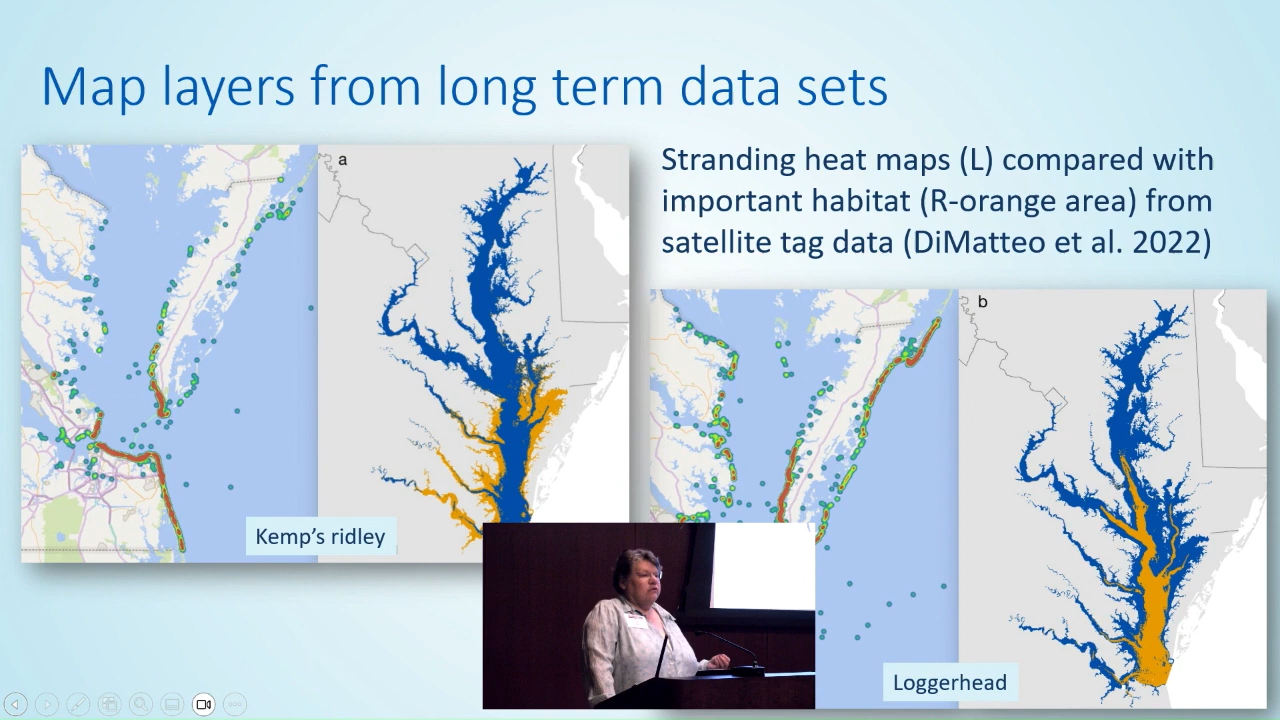 Map layers from long term data sets
Stranding heat maps (L) compared with
important habitat (R-orange area) from
satellite tag data (DiMatteo et al. 2022)
a
Kemp's ridley
b
Loggerhead